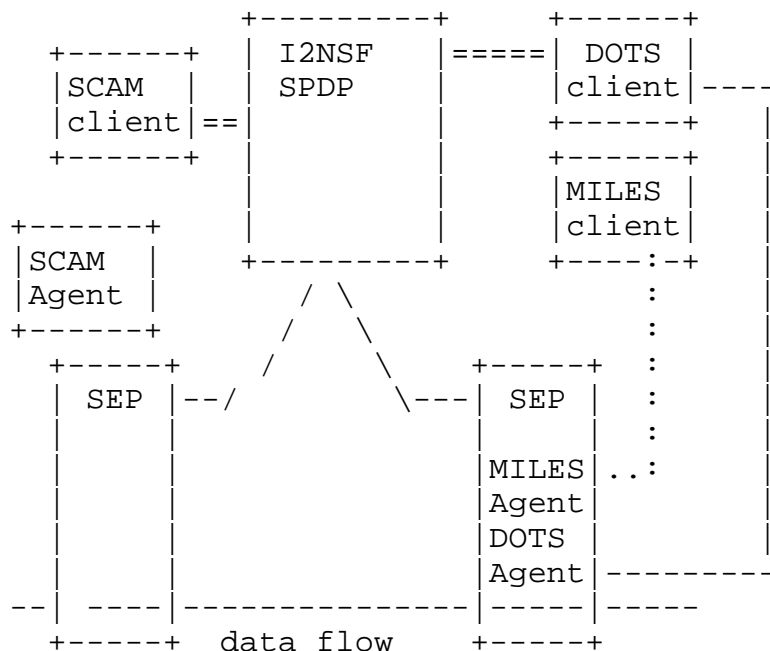 I2NSF ===== DOTS
SCAM SPDP client----
client==
MILES
client
SCAM
Agent
SEP --/ \--- SEP
MILES ..:
Agent
DOTS
Agent
data flow